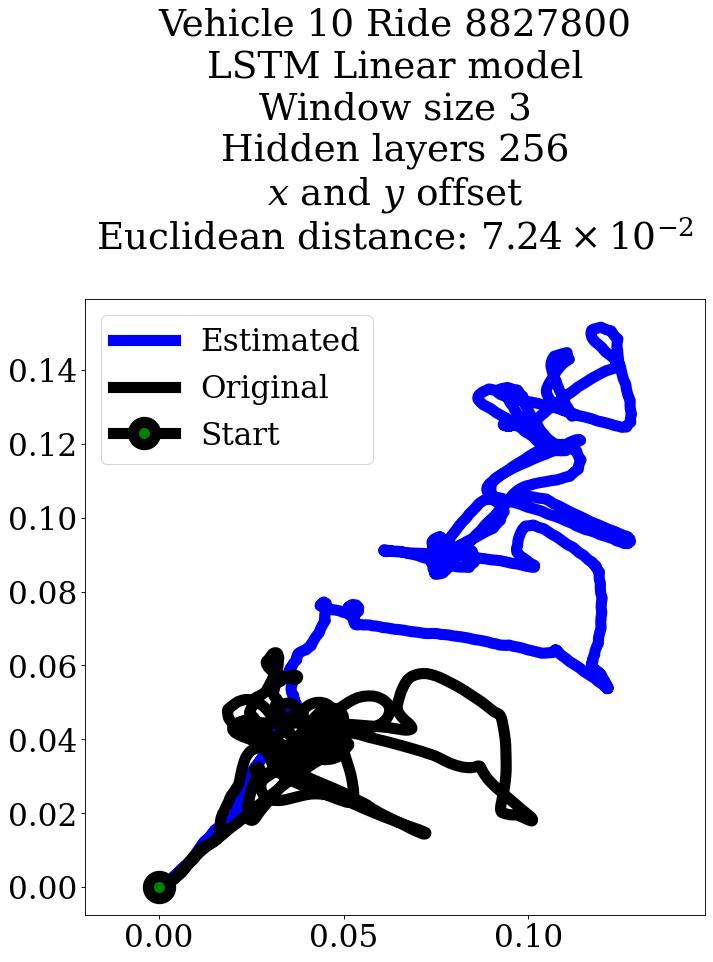 Vehicle 10 Ride 8827800
LSTM Linear model
Window size 3
Hidden layers 256
x and y offset
Euclidean distance: 7.24 × 10⁻²
Estimated
Original
Start
0.14
0.12
0.10
0.08
0.06
0.04
0.02
0.00
0.00 0.05 0.10